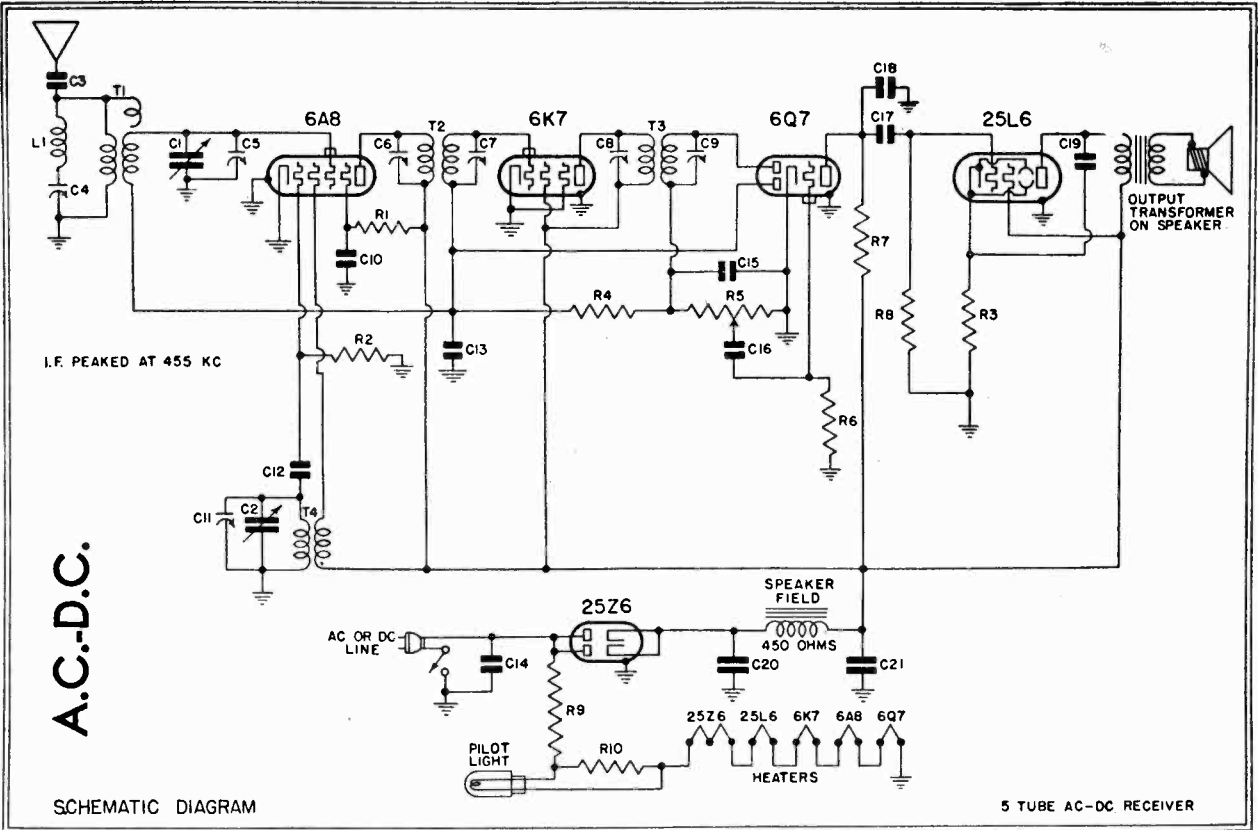 C3
T1
L1
C4
C1
C5
6A8
C6
T2
C7
6K7
C8
T3
C9
6Q7
C18
C17
25L6
C19
OUTPUT
TRANSFORMER
ON SPEAKER
R1
C10
R7
C15
R4
R5
R8
R3
R2
C13
C16
I.F. PEAKED AT 455 KC
R6
C12
C11
C2
T4
A.C.-D.C.
25Z6
SPEAKER
FIELD
450 OHMS
AC OR DC
LINE
C14
C20
C21
R9
25Z6 25L6 6K7 6A8 6Q7
PILOT
LIGHT
R10
HEATERS
SCHEMATIC DIAGRAM
5 TUBE AC-DC RECEIVER